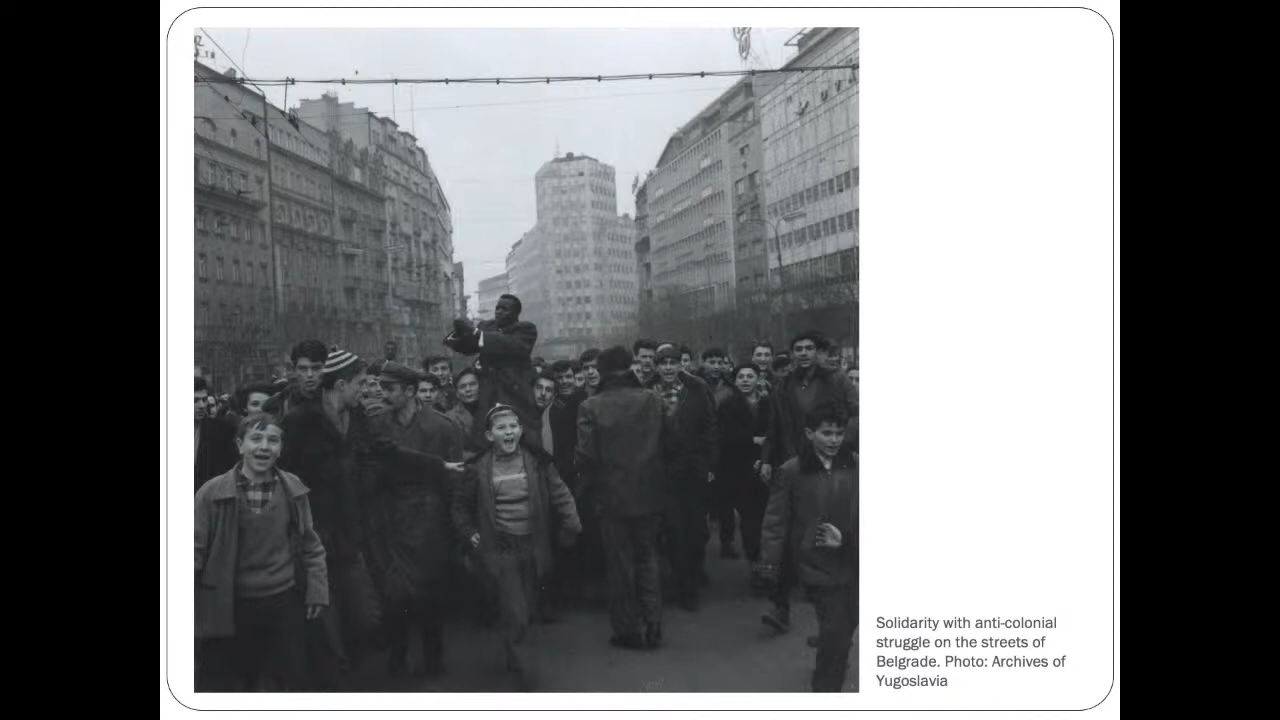 Solidarity with anti-colonial
struggle on the streets of
Belgrade. Photo: Archives of
Yugoslavia